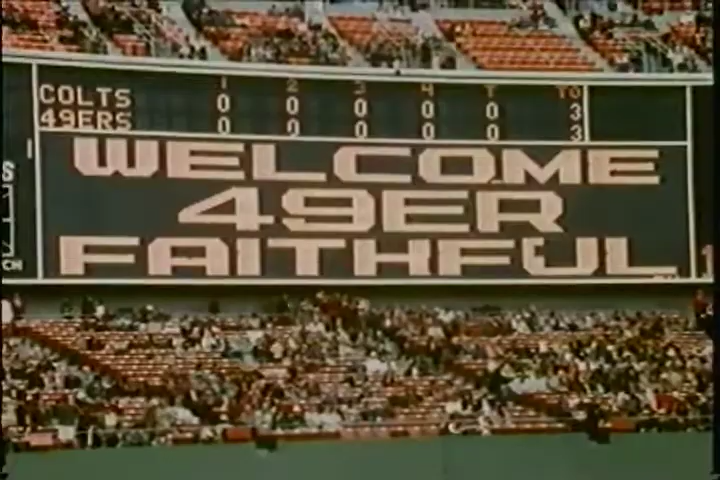 1 2 3 4 T TO
COLTS 0 0 0 0 0 3
49ERS 0 0 0 0 0 3
WELCOME
49ER
FAITHFUL